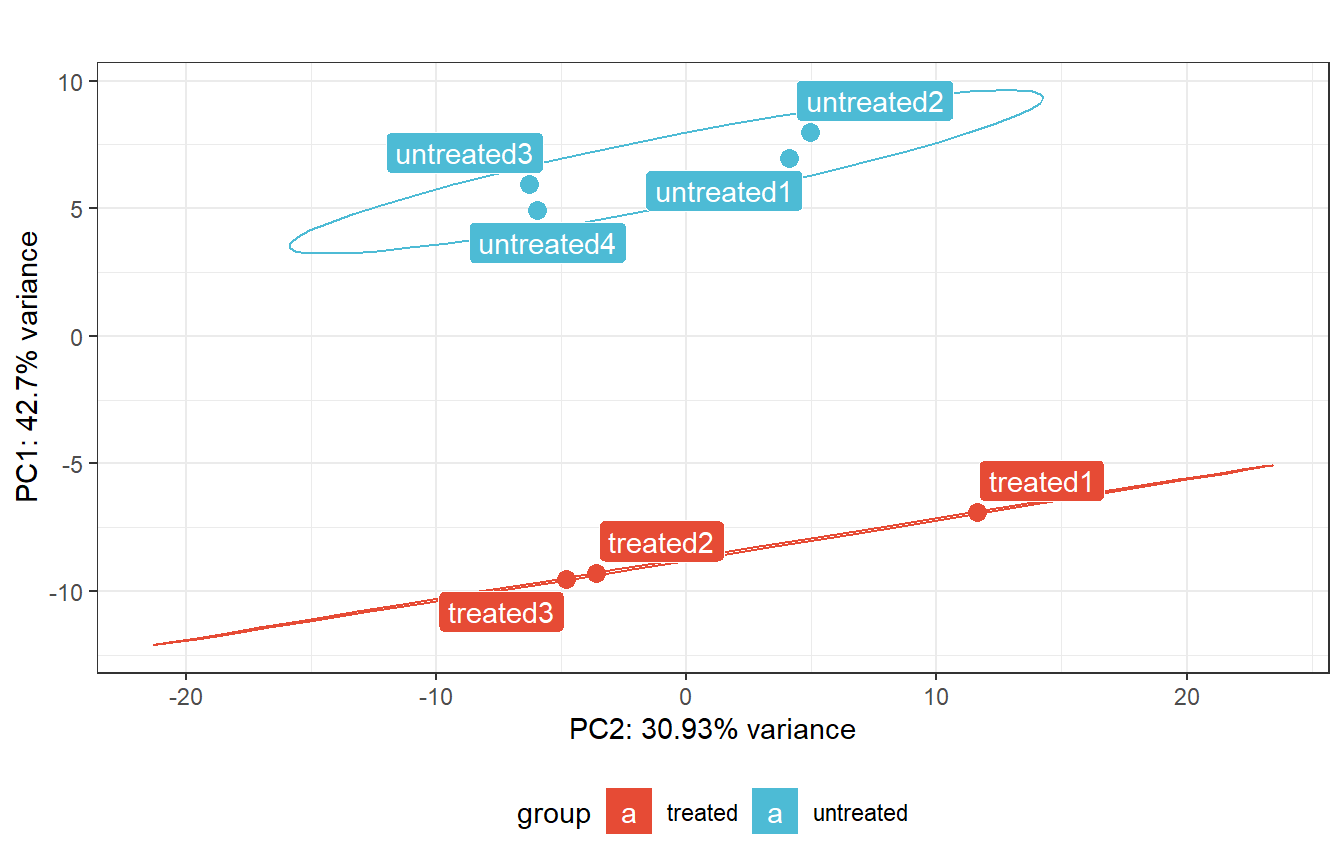 10
5
0
-5
-10
PC1: 42.7% variance
untreated2
untreated3
untreated1
untreated4
treated1
treated2
treated3
-20 -10 0 10 20
PC2: 30.93% variance
group a treated a untreated